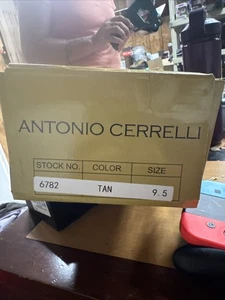 ANTONIO CERRELLI
STOCK NO. COLOR SIZE
6782 TAN 9.5